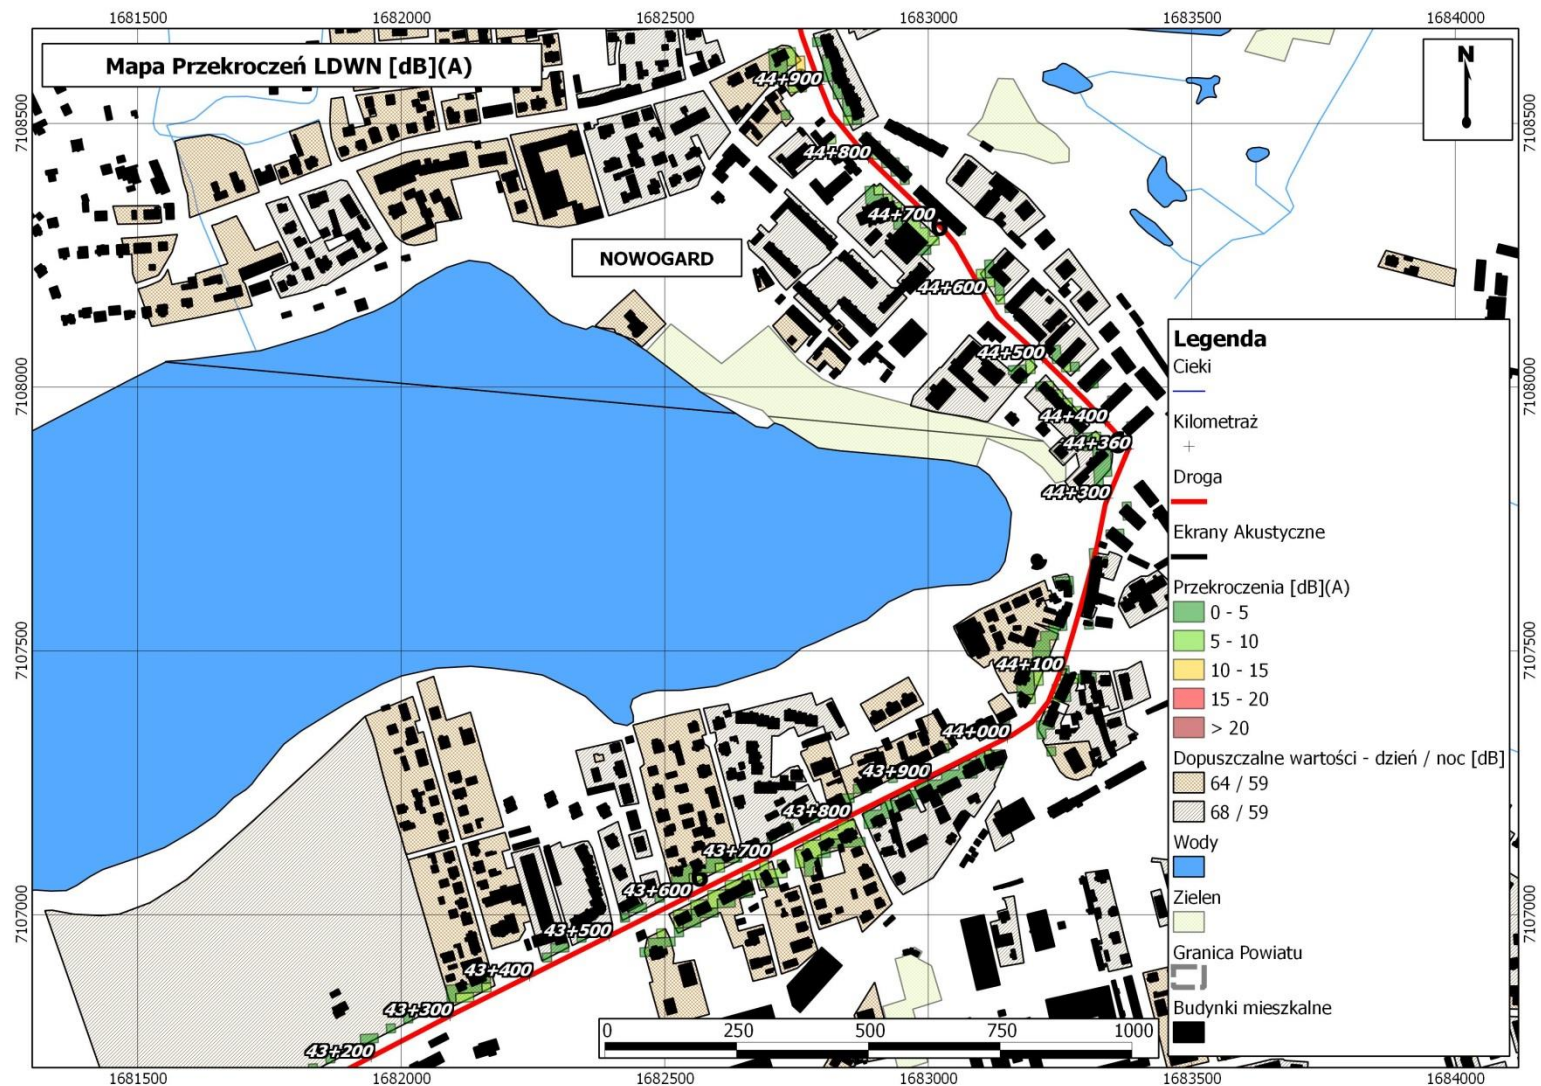 1681500 1682000 1682500 1683000 1683500 1684000
Mapa Przekroczeń LDWN [dB](A)
N
7108500
7108500
44+900
44+800
44+700
NOWOGARD
44+600
44+500
7108000
7108000
44+400
44+360
44+300
7107500
7107500
44+100
44+000
43+900
43+800
43+700
43+600
7107000
7107000
43+500
43+400
43+300
43+200
Legenda
Cieki
Kilometraż
Droga
Ekrany Akustyczne
Przekroczenia [dB](A)
0 - 5
5 - 10
10 - 15
15 - 20
> 20
Dopuszczalne wartości - dzień / noc [dB]
64 / 59
68 / 59
Wody
Zielen
Granica Powiatu
Budynki mieszkalne
0 250 500 750 1000
1681500 1682000 1682500 1683000 1683500 1684000